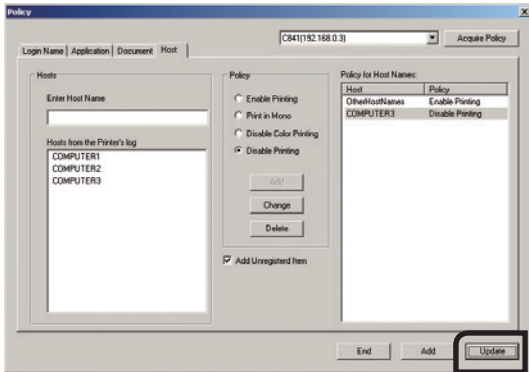 Policy
C841(192.168.0.3)
Acquire Policy
Login Name
Application
Document
Host
Hosts
Enter Host Name
Hosts from the Printer's log
COMPUTER1
COMPUTER2
COMPUTER3
Policy
Enable Printing
Print in Mono
Disable Color Printing
Disable Printing
Add
Change
Delete
Add Unregisterd Item
Policy for Host Names:
Host Policy
OtherHostNames Enable Printing
COMPUTER3 Disable Printing
End
Add
Update